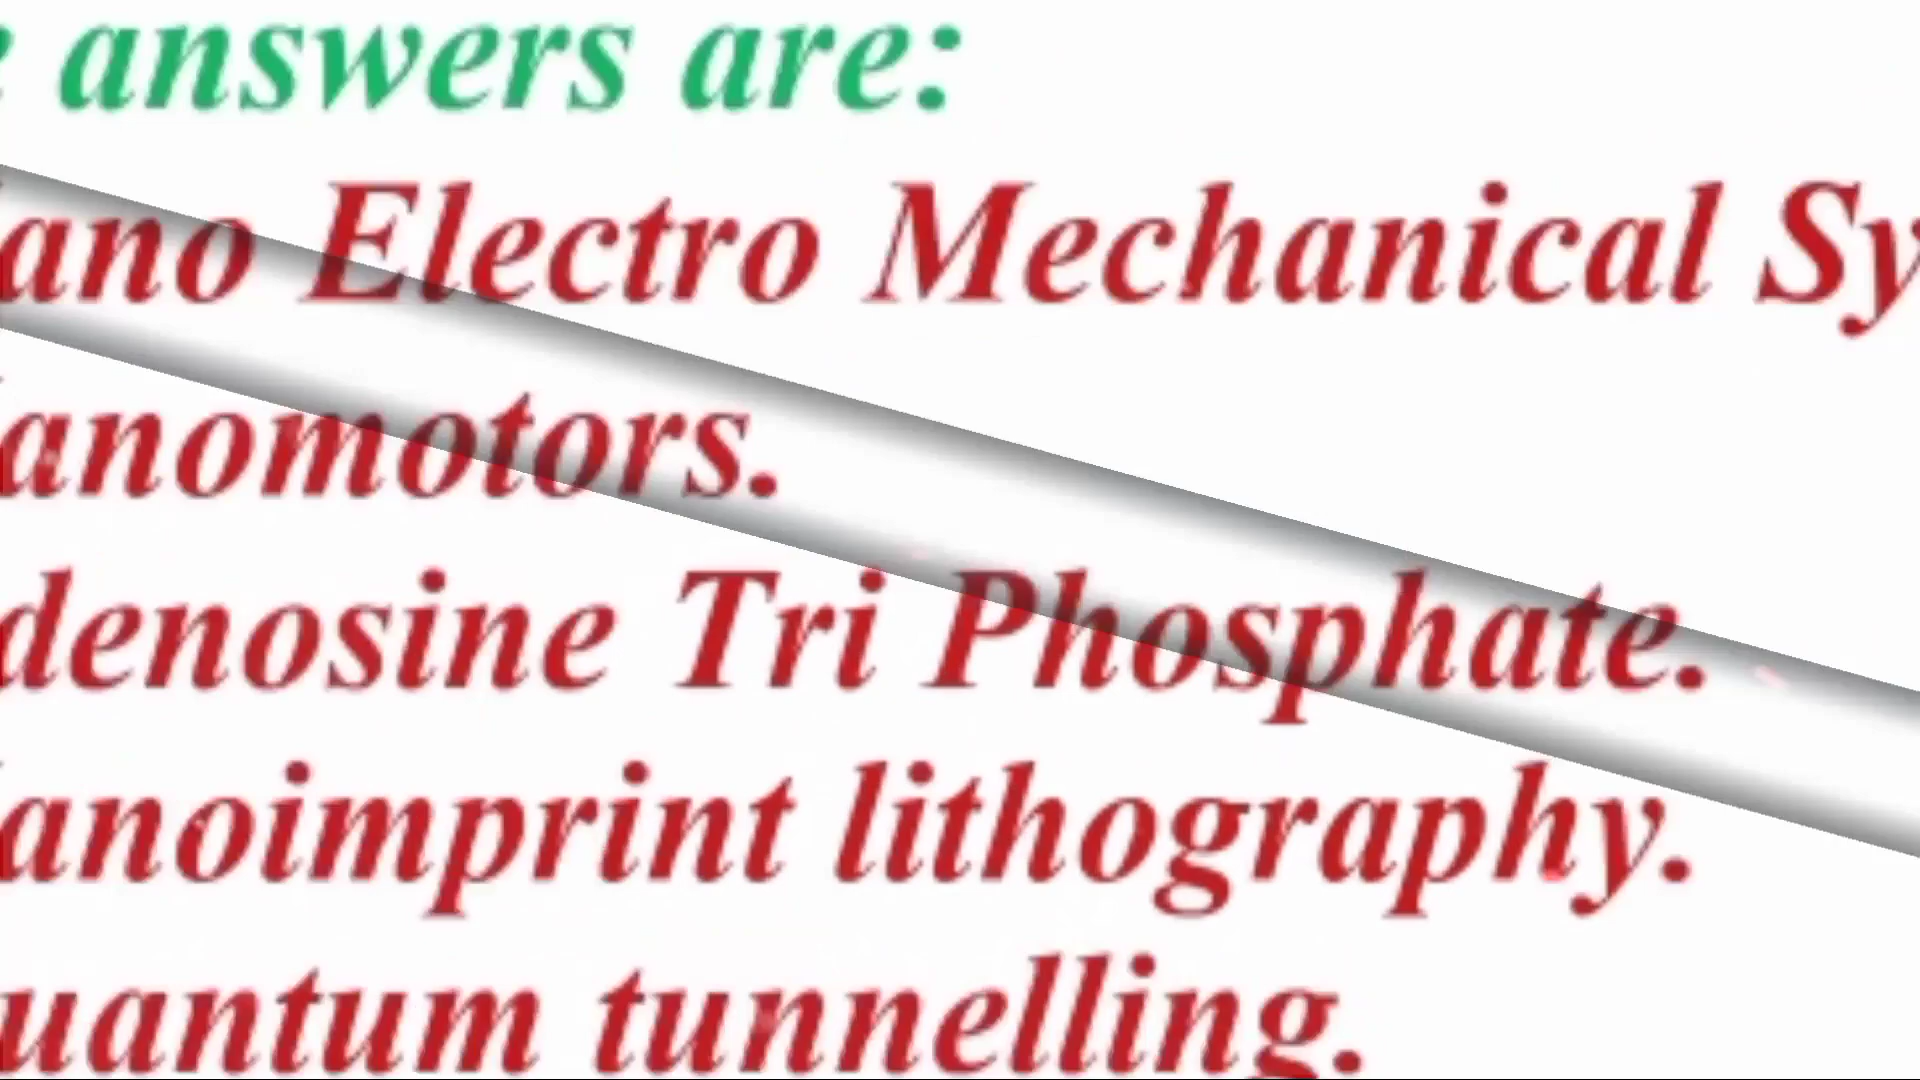 answers are:
ano Electro Mechanical Sy
anomotors.
denosine Tri Phosphate.
anoimprint lithography.
uantum tunnelling.